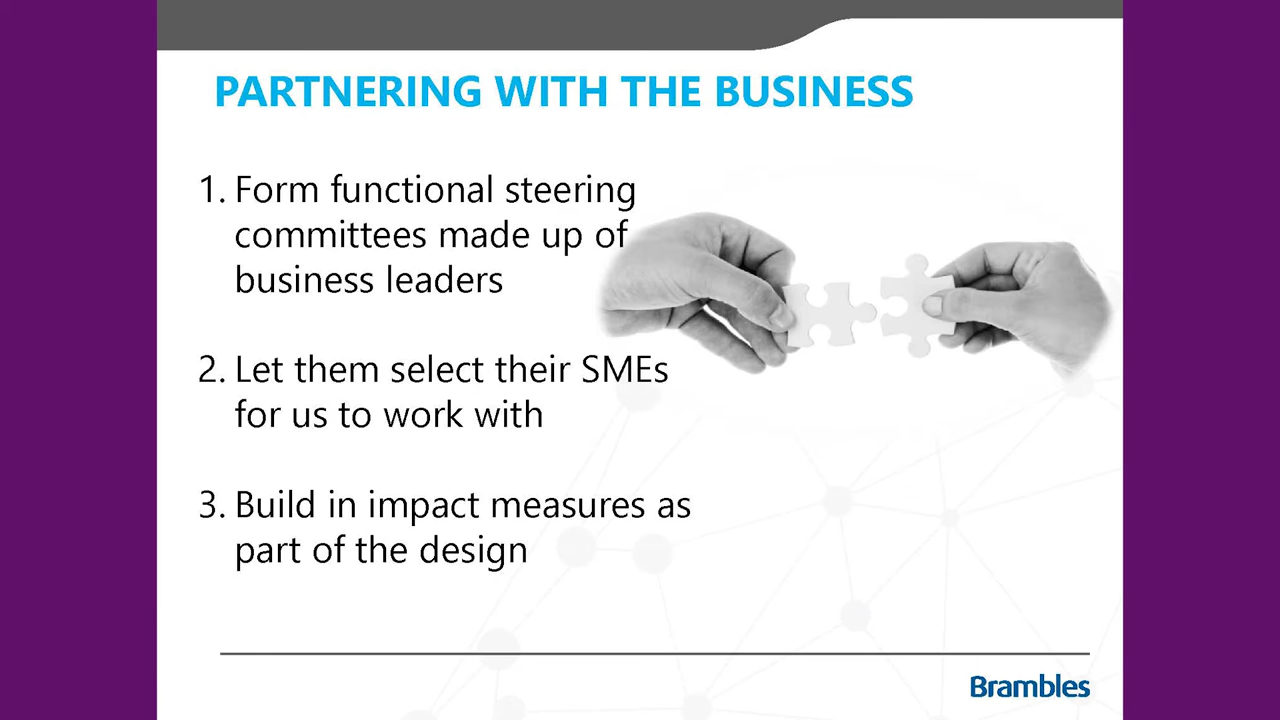 PARTNERING WITH THE BUSINESS
1. Form functional steering
committees made up of
business leaders
2. Let them select their SMEs
for us to work with
3. Build in impact measures as
part of the design
Brambles